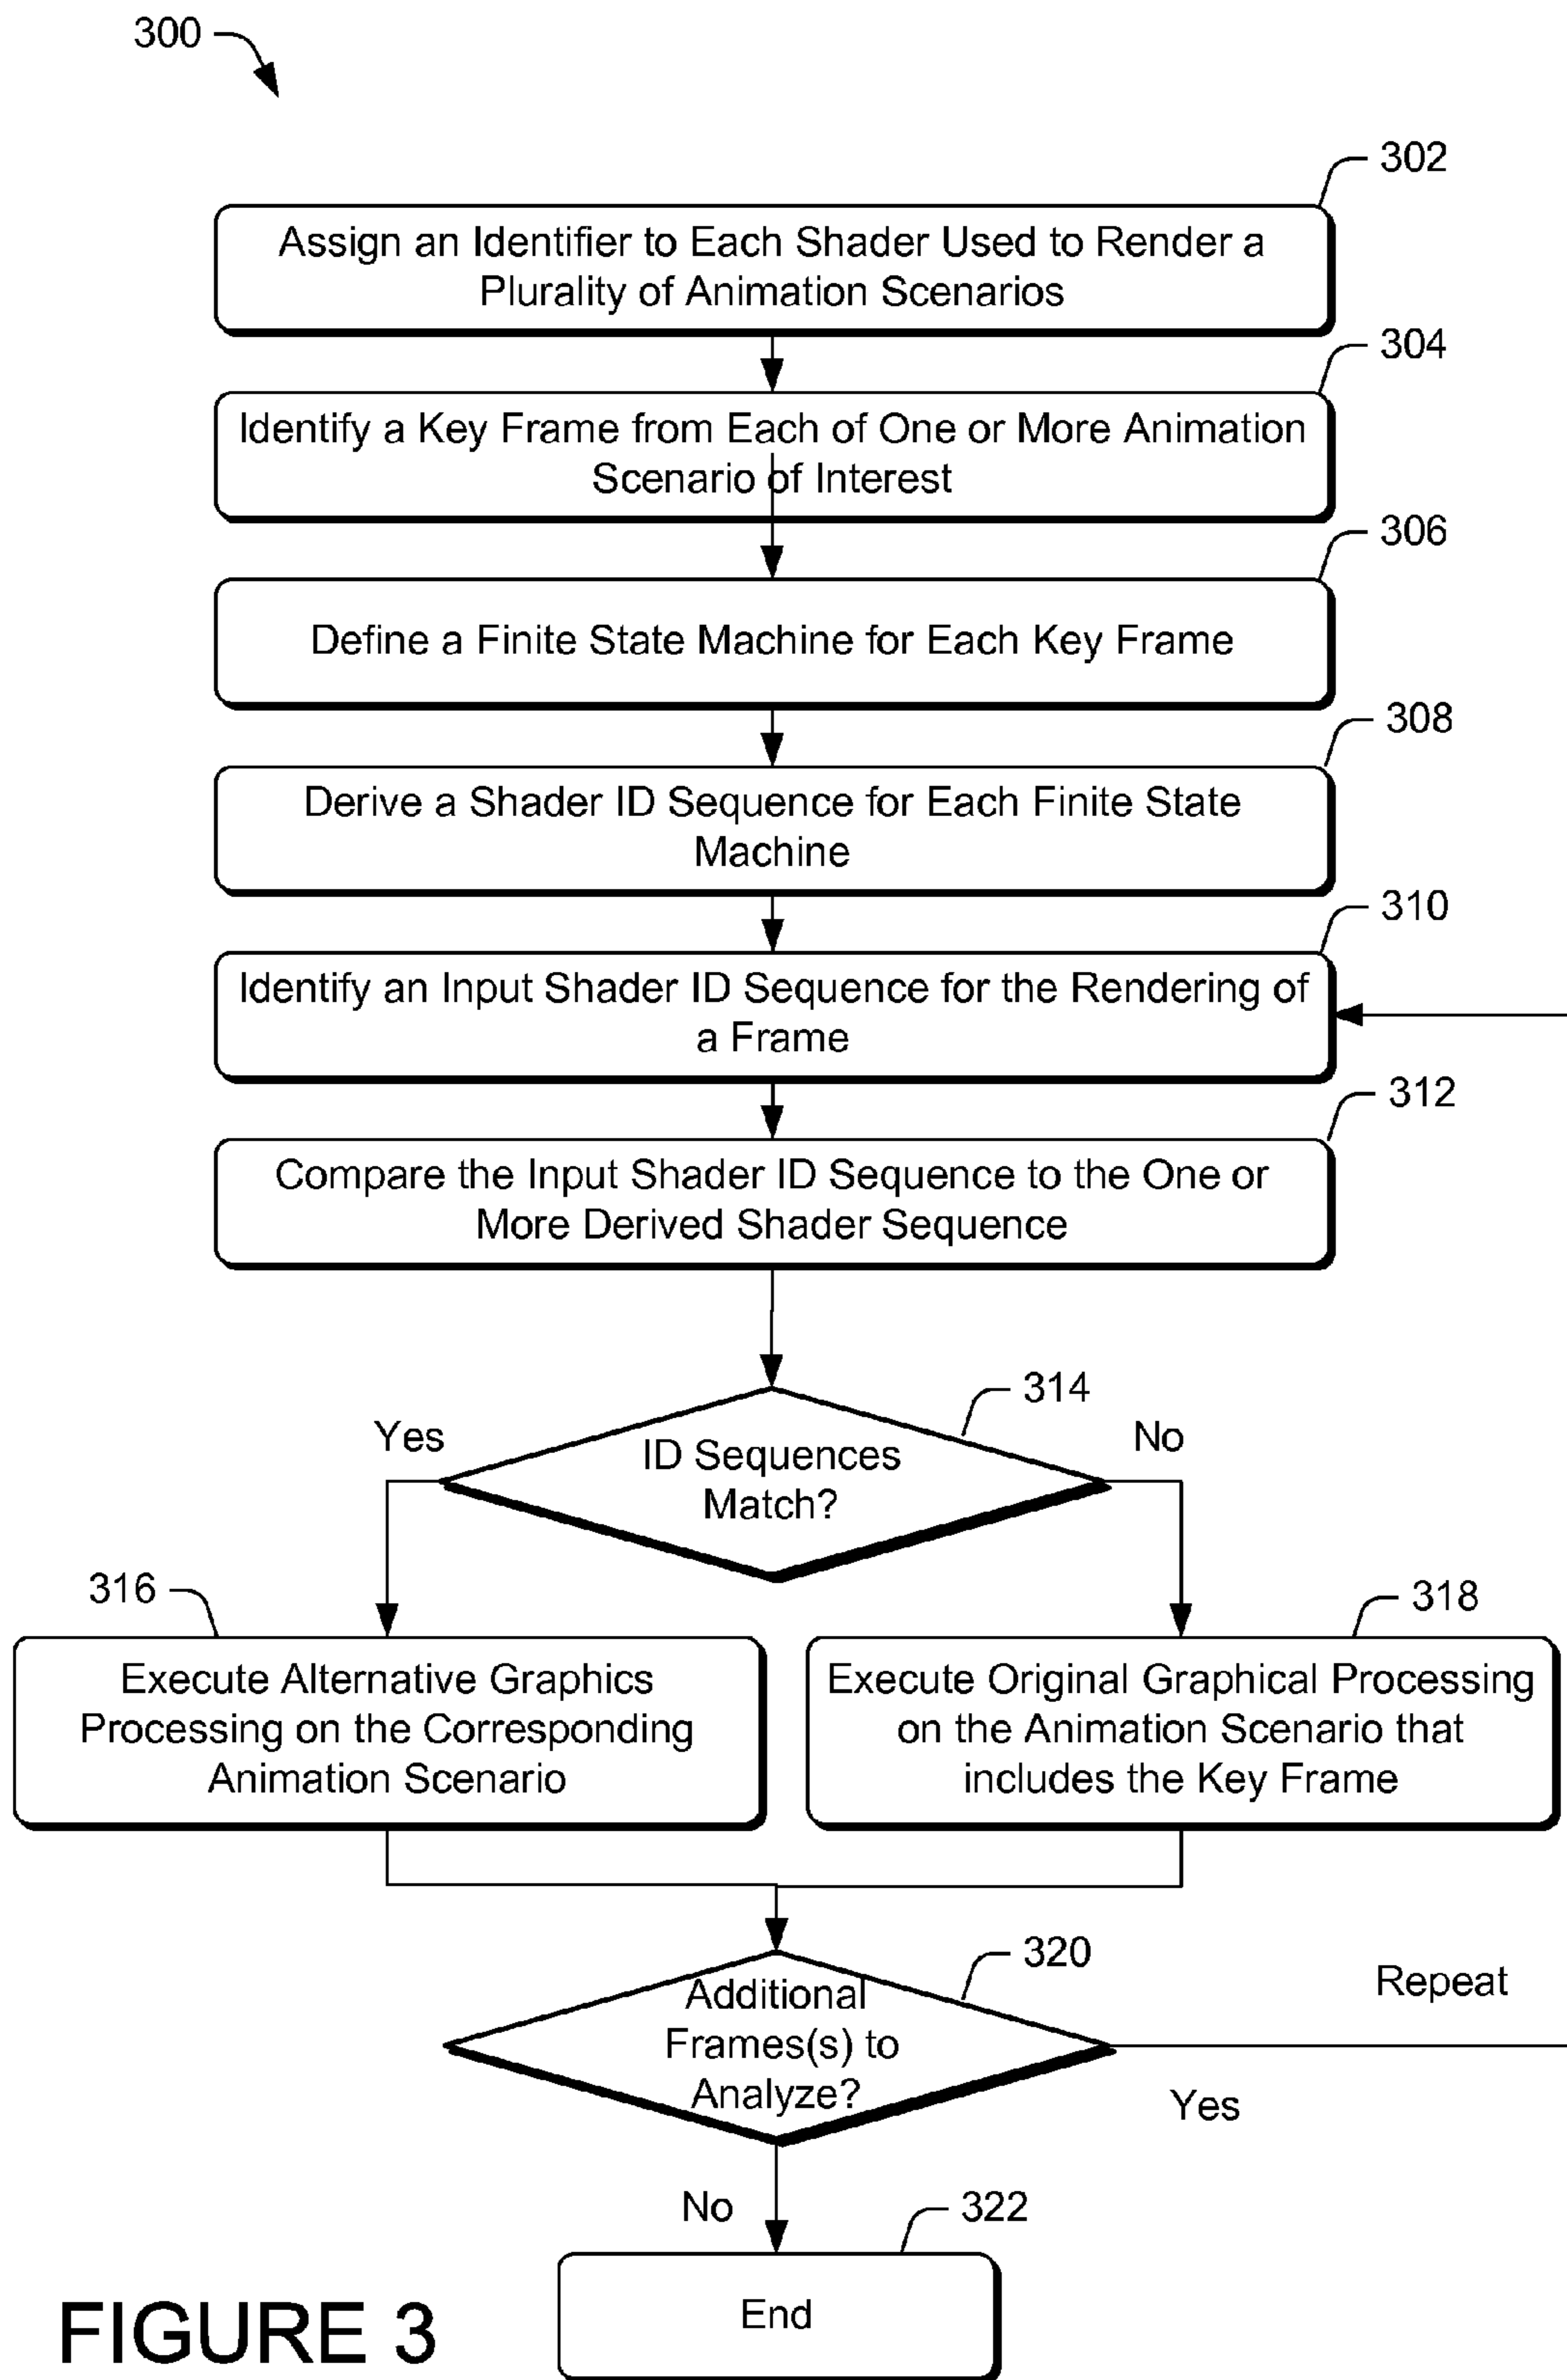 300
302
Assign an Identifier to Each Shader Used to Render a
Plurality of Animation Scenarios
304
Identify a Key Frame from Each of One or More Animation
Scenario of Interest
306
Define a Finite State Machine for Each Key Frame
308
Derive a Shader ID Sequence for Each Finite State
Machine
310
Identify an Input Shader ID Sequence for the Rendering of
a Frame
312
Compare the Input Shader ID Sequence to the One or
More Derived Shader Sequence
314
Yes
No
ID Sequences
Match?
316
318
Execute Alternative Graphics
Processing on the Corresponding
Animation Scenario
Execute Original Graphical Processing
on the Animation Scenario that
includes the Key Frame
320
Additional
Frames(s) to
Analyze?
Repeat
Yes
No
322
End
FIGURE 3